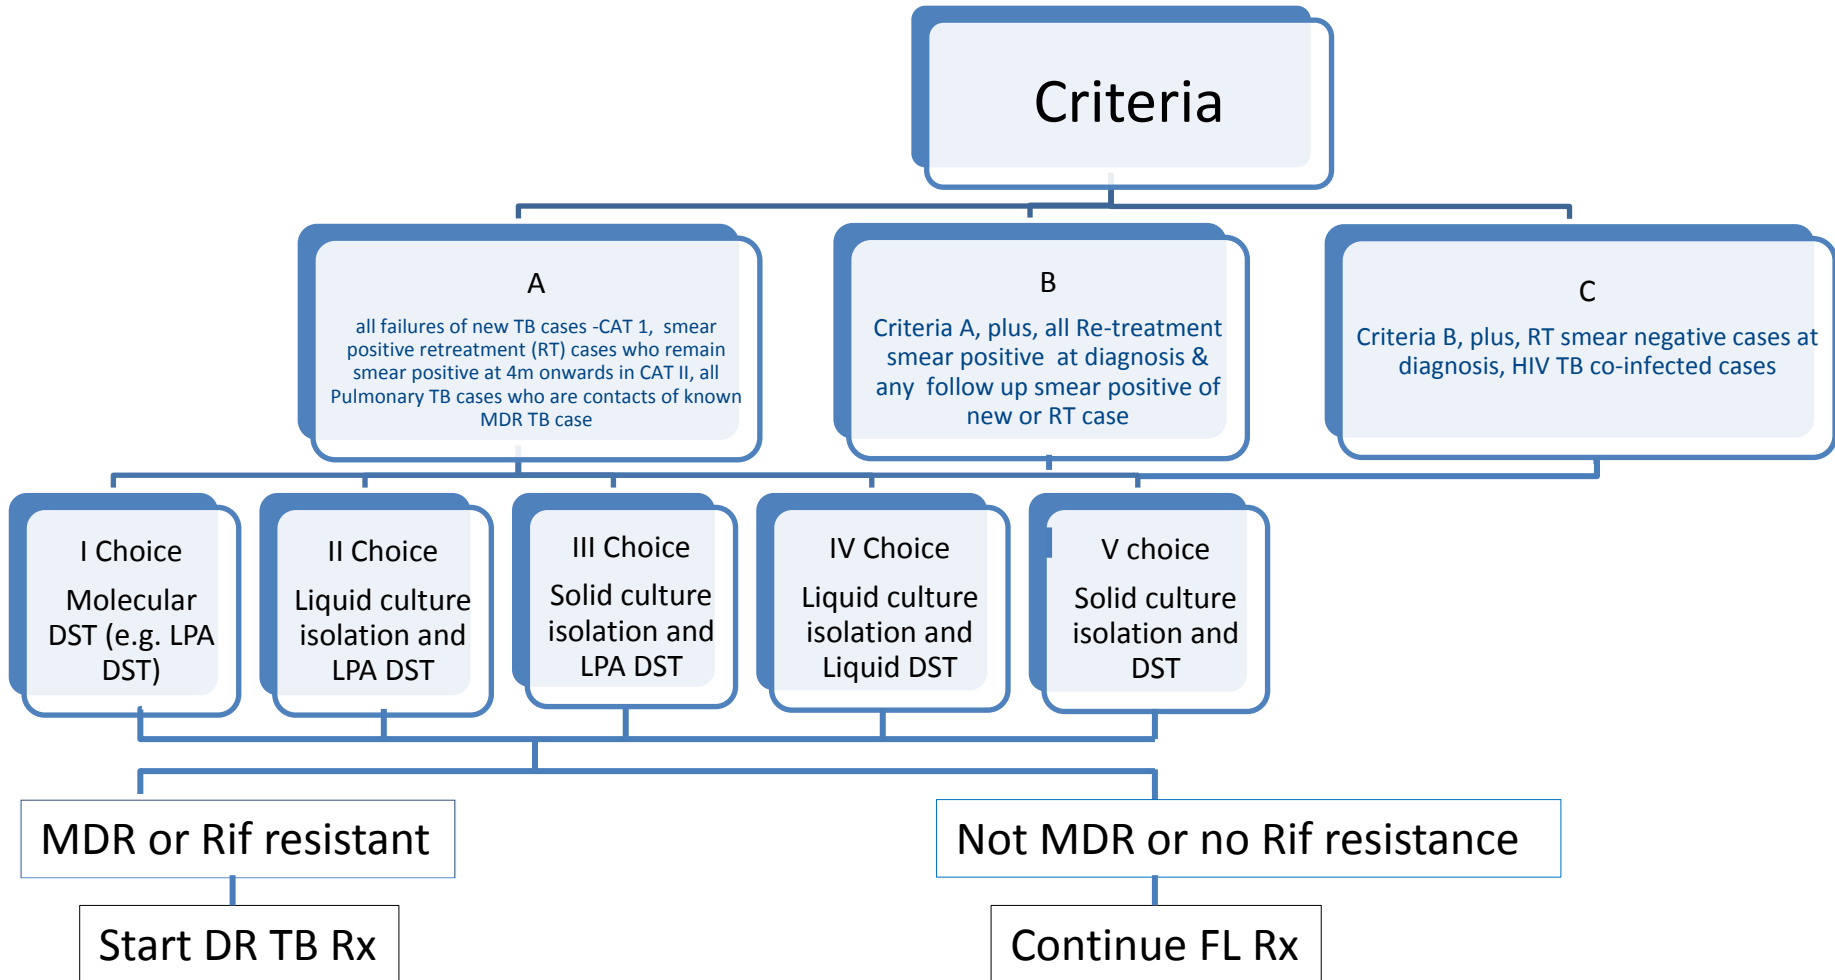 Criteria
A
all failures of new TB cases -CAT 1, smear
positive retreatment (RT) cases who remain
smear positive at 4m onwards in CAT II, all
Pulmonary TB cases who are contacts of known
MDR TB case
B
Criteria A, plus, all Re-treatment
smear positive at diagnosis &
any follow up smear positive of
new or RT case
C
Criteria B, plus, RT smear negative cases at
diagnosis, HIV TB co-infected cases
I Choice
Molecular
DST (e.g. LPA
DST)
II Choice
Liquid culture
isolation and
LPA DST
III Choice
Solid culture
isolation and
LPA DST
IV Choice
Liquid culture
isolation and
Liquid DST
V choice
Solid culture
isolation and
DST
MDR or Rif resistant
Not MDR or no Rif resistance
Start DR TB Rx
Continue FL Rx